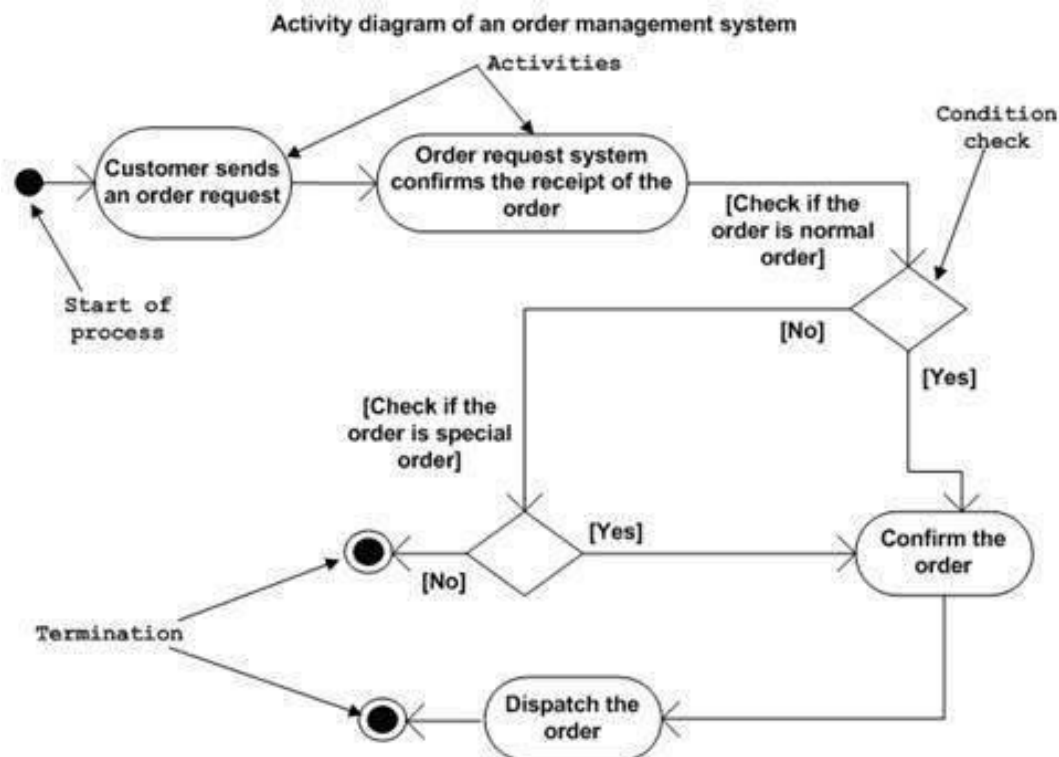 Activity diagram of an order management system
Activities
Condition
check
Customer sends
an order request
Order request system
confirms the receipt of the
order
[Check if the
order is normal
order]
Start of
process
[No]
[Yes]
[Check if the
order is special
order]
[Yes]
[No]
Confirm the
order
Termination
Dispatch the
order